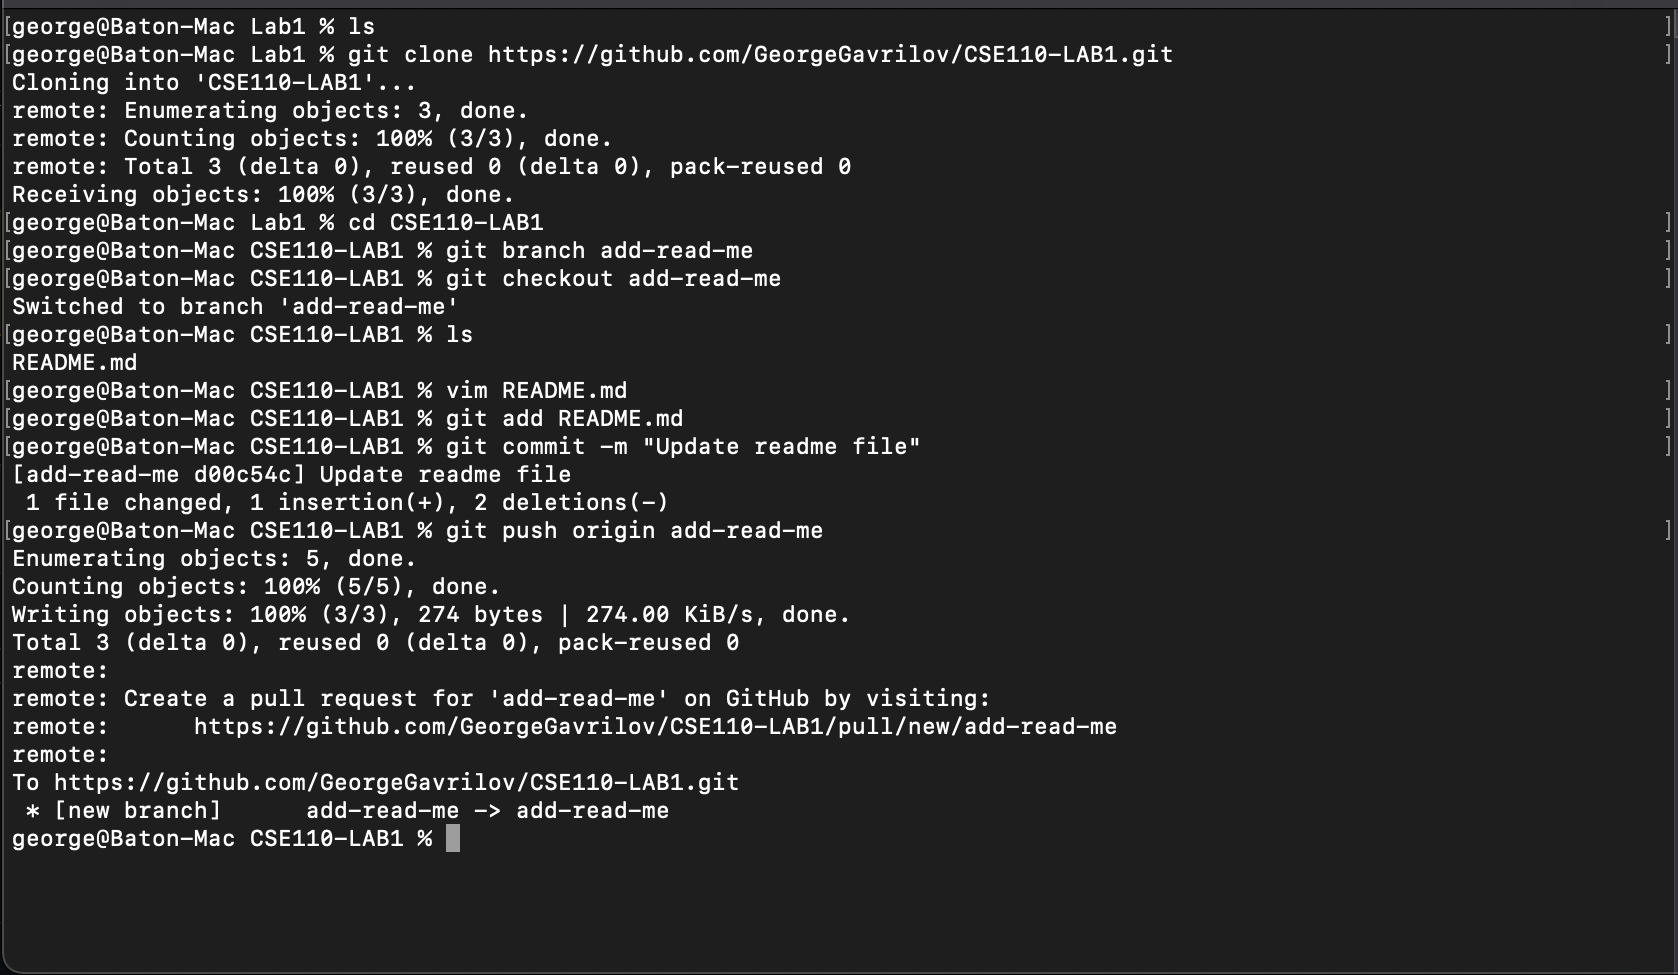 [george@Baton-Mac Lab1 % ls ]
[george@Baton-Mac Lab1 % git clone https://github.com/GeorgeGavrilov/CSE110-LAB1.git ]
Cloning into 'CSE110-LAB1'...
remote: Enumerating objects: 3, done.
remote: Counting objects: 100% (3/3), done.
remote: Total 3 (delta 0), reused 0 (delta 0), pack-reused 0
Receiving objects: 100% (3/3), done.
[george@Baton-Mac Lab1 % cd CSE110-LAB1 ]
[george@Baton-Mac CSE110-LAB1 % git branch add-read-me ]
[george@Baton-Mac CSE110-LAB1 % git checkout add-read-me ]
Switched to branch 'add-read-me'
[george@Baton-Mac CSE110-LAB1 % ls ]
README.md
[george@Baton-Mac CSE110-LAB1 % vim README.md ]
[george@Baton-Mac CSE110-LAB1 % git add README.md ]
[george@Baton-Mac CSE110-LAB1 % git commit -m "Update readme file" ]
[add-read-me d00c54c] Update readme file
 1 file changed, 1 insertion(+), 2 deletions(-)
[george@Baton-Mac CSE110-LAB1 % git push origin add-read-me ]
Enumerating objects: 5, done.
Counting objects: 100% (5/5), done.
Writing objects: 100% (3/3), 274 bytes | 274.00 KiB/s, done.
Total 3 (delta 0), reused 0 (delta 0), pack-reused 0
remote:
remote: Create a pull request for 'add-read-me' on GitHub by visiting:
remote:      https://github.com/GeorgeGavrilov/CSE110-LAB1/pull/new/add-read-me
remote:
To https://github.com/GeorgeGavrilov/CSE110-LAB1.git
 * [new branch]      add-read-me -> add-read-me
george@Baton-Mac CSE110-LAB1 %